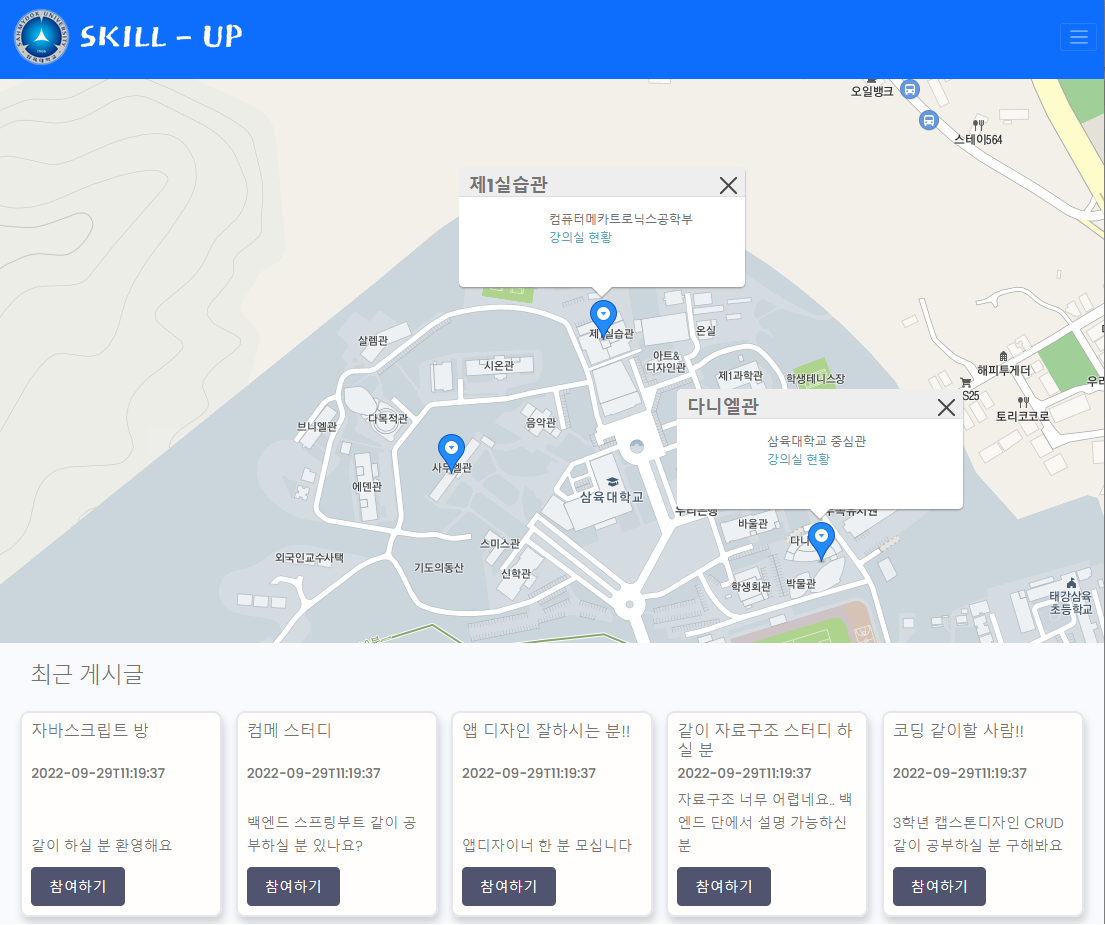 SKILL - UP
오일뱅크
스테이564
제1실습관
컴퓨터메카트로닉스공학부
강의실 현황
제1실습관
온실
살렘관
시온관
아트&
디자인관
제1과학관
학생테니스장
해피투게더
S25
토리코코로
다니엘관
삼육대학교 중심관
강의실 현황
브니엘관
다목적관
음악관
사무엘관
에덴관
삼육대학교
우리은행
바울관
스미스관
외국인교수사택
기도의동산
신학관
학생회관
박물관
태강삼육
초등학교
최근 게시글
자바스크립트 방
2022-09-29T11:19:37
같이 하실 분 환영해요
참여하기
컴메 스터디
2022-09-29T11:19:37
백엔드 스프링부트 같이 공
부하실 분 있나요?
참여하기
앱 디자인 잘하시는 분!!
2022-09-29T11:19:37
앱디자이너 한 분 모십니다
참여하기
같이 자료구조 스터디 하
실 분
2022-09-29T11:19:37
자료구조 너무 어렵네요.. 백
엔드 단에서 설명 가능하신
분
참여하기
코딩 같이할 사람!!
2022-09-29T11:19:37
3학년 캡스톤디자인 CRUD
같이 공부하실 분 구해봐요
참여하기